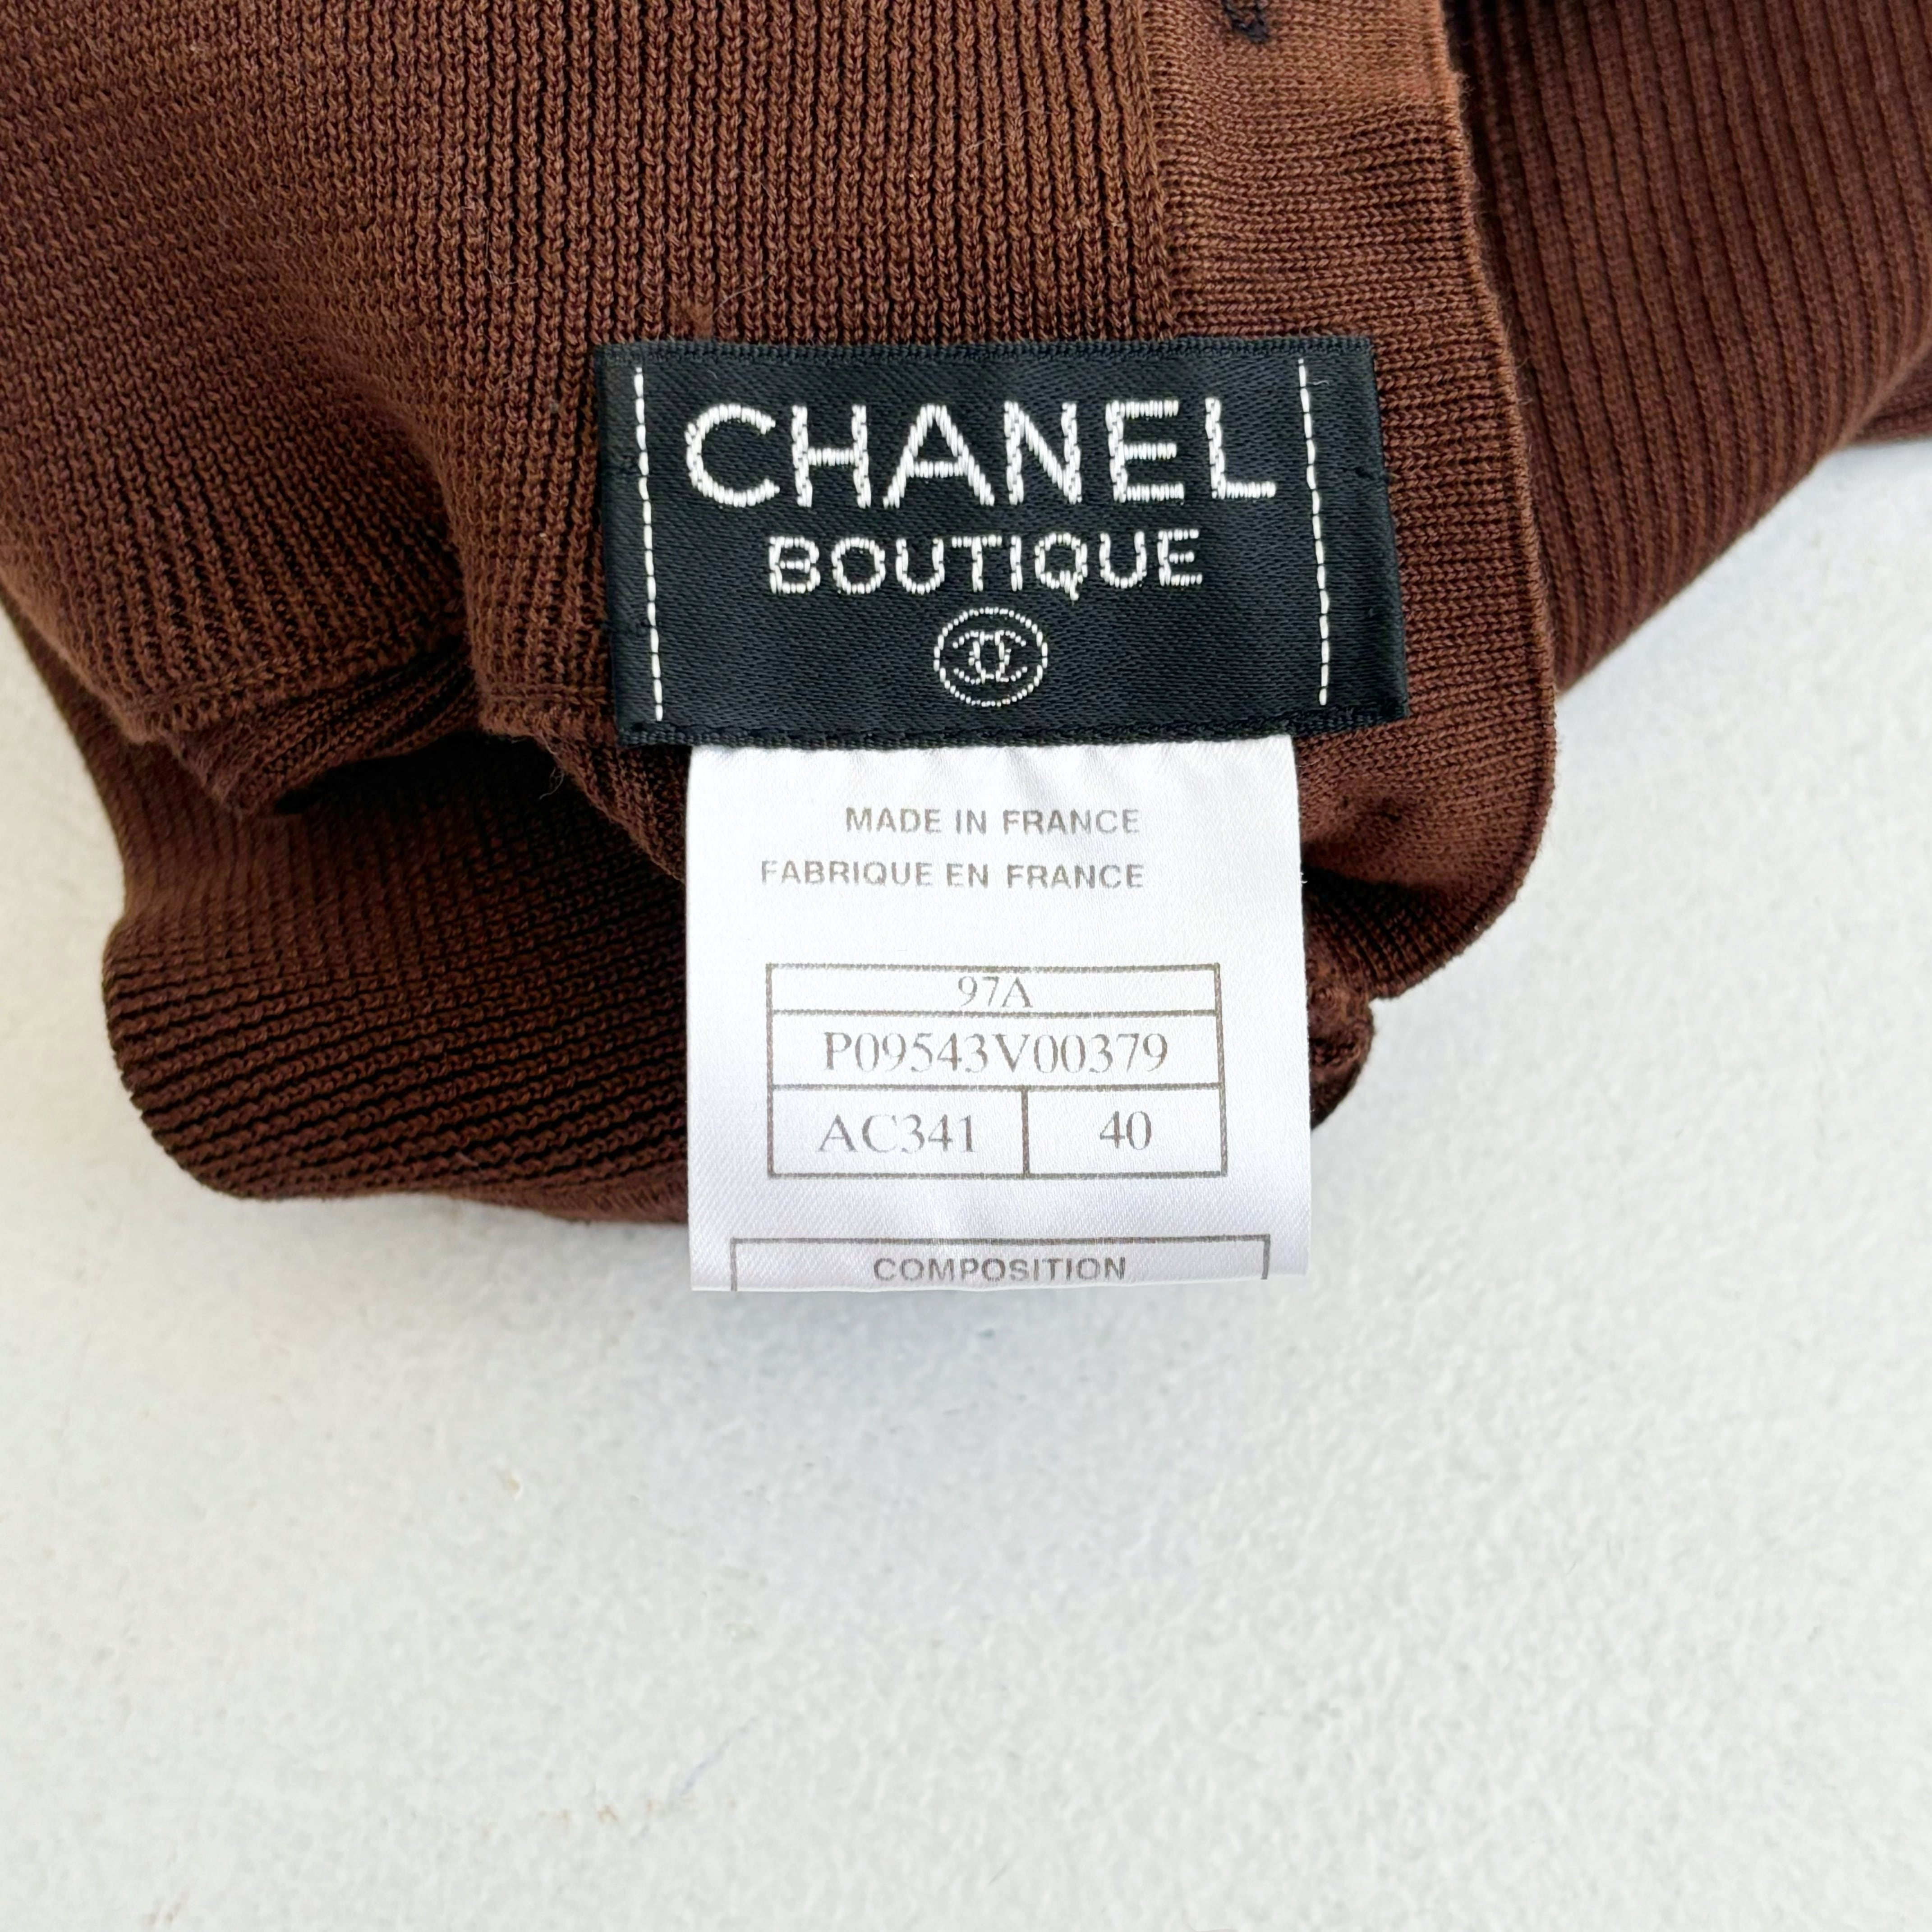 CHANEL
BOUTIQUE
MADE IN FRANCE
FABRIQUE EN FRANCE
97A
P09543V00379
AC341 40
COMPOSITION